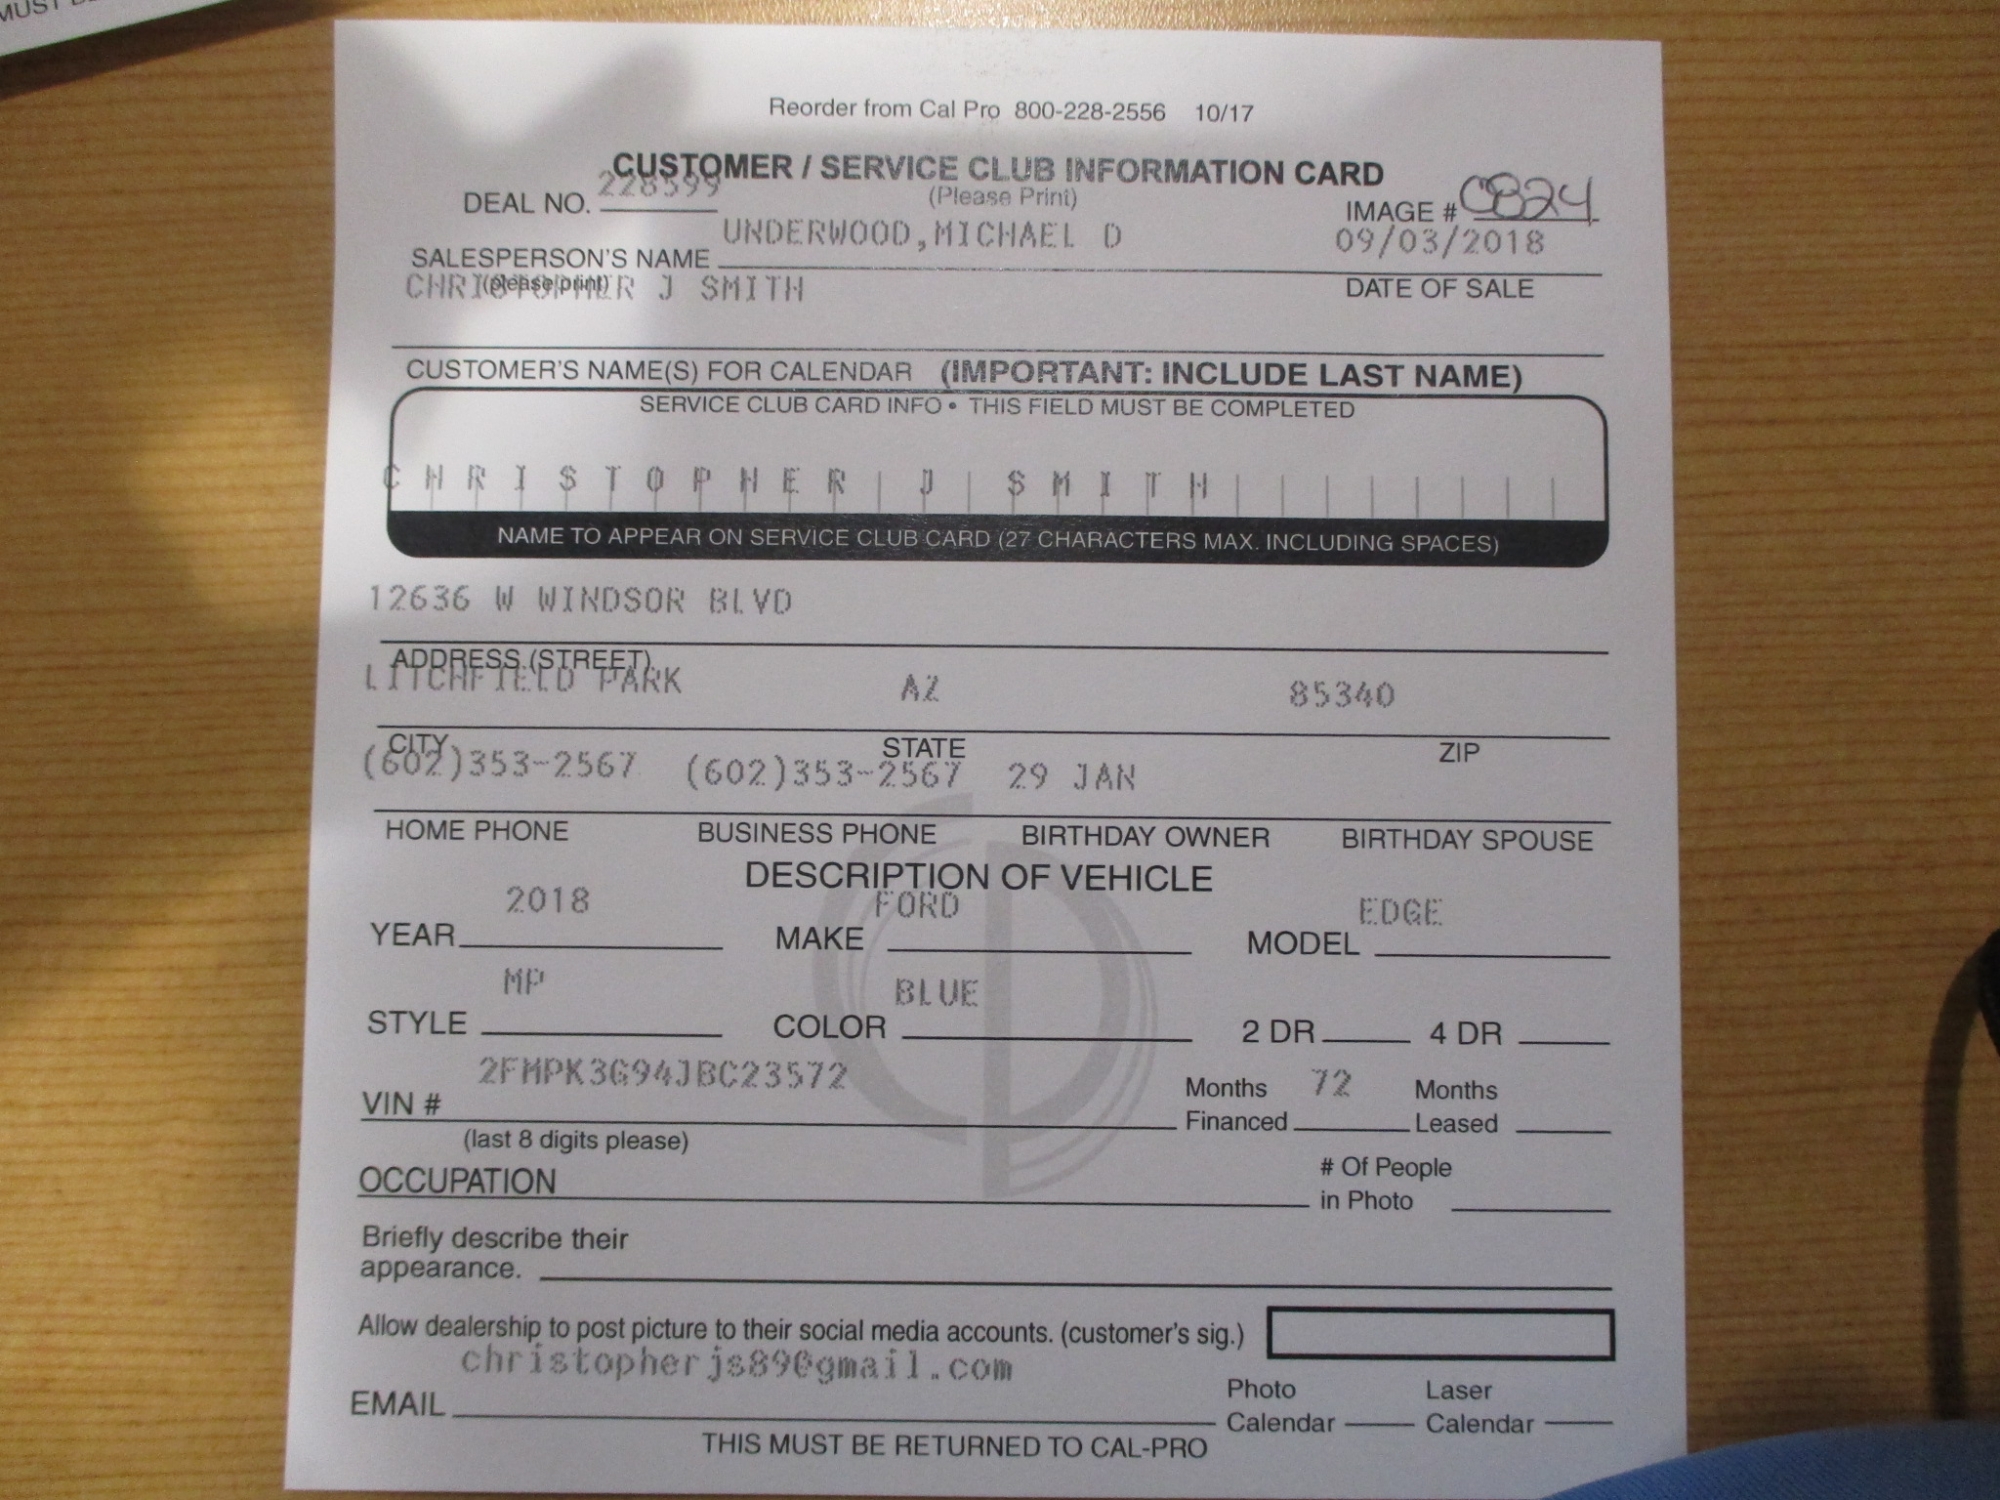 MUST
Reorder from Cal Pro 800-228-2556 10/17
CUSTOMER / SERVICE CLUB INFORMATION CARD
DEAL NO. 228599 (Please Print) IMAGE # 0824
UNDERWOOD,MICHAEL D 09/03/2018
SALESPERSON'S NAME
(please print) DATE OF SALE
CHRISTOPHER J SMITH
CUSTOMER'S NAME(S) FOR CALENDAR (IMPORTANT: INCLUDE LAST NAME)
SERVICE CLUB CARD INFO • THIS FIELD MUST BE COMPLETED
CHRISTOPHER J SMITH
NAME TO APPEAR ON SERVICE CLUB CARD (27 CHARACTERS MAX. INCLUDING SPACES)
12636 W WINDSOR BLVD
ADDRESS (STREET)
LITCHFIELD PARK AZ 85340
CITY STATE ZIP
(602)353-2567 (602)353-2567 29 JAN
HOME PHONE BUSINESS PHONE BIRTHDAY OWNER BIRTHDAY SPOUSE
DESCRIPTION OF VEHICLE
YEAR 2018 MAKE FORD MODEL EDGE
STYLE MP COLOR BLUE 2 DR 4 DR
VIN # 2FMPK3G94JBC23572 Months Financed 72 Months Leased
(last 8 digits please)
OCCUPATION # Of People in Photo
Briefly describe their
appearance.
Allow dealership to post picture to their social media accounts. (customer's sig.)
christopherjs89@gmail.com
EMAIL Photo Calendar Laser Calendar
THIS MUST BE RETURNED TO CAL-PRO